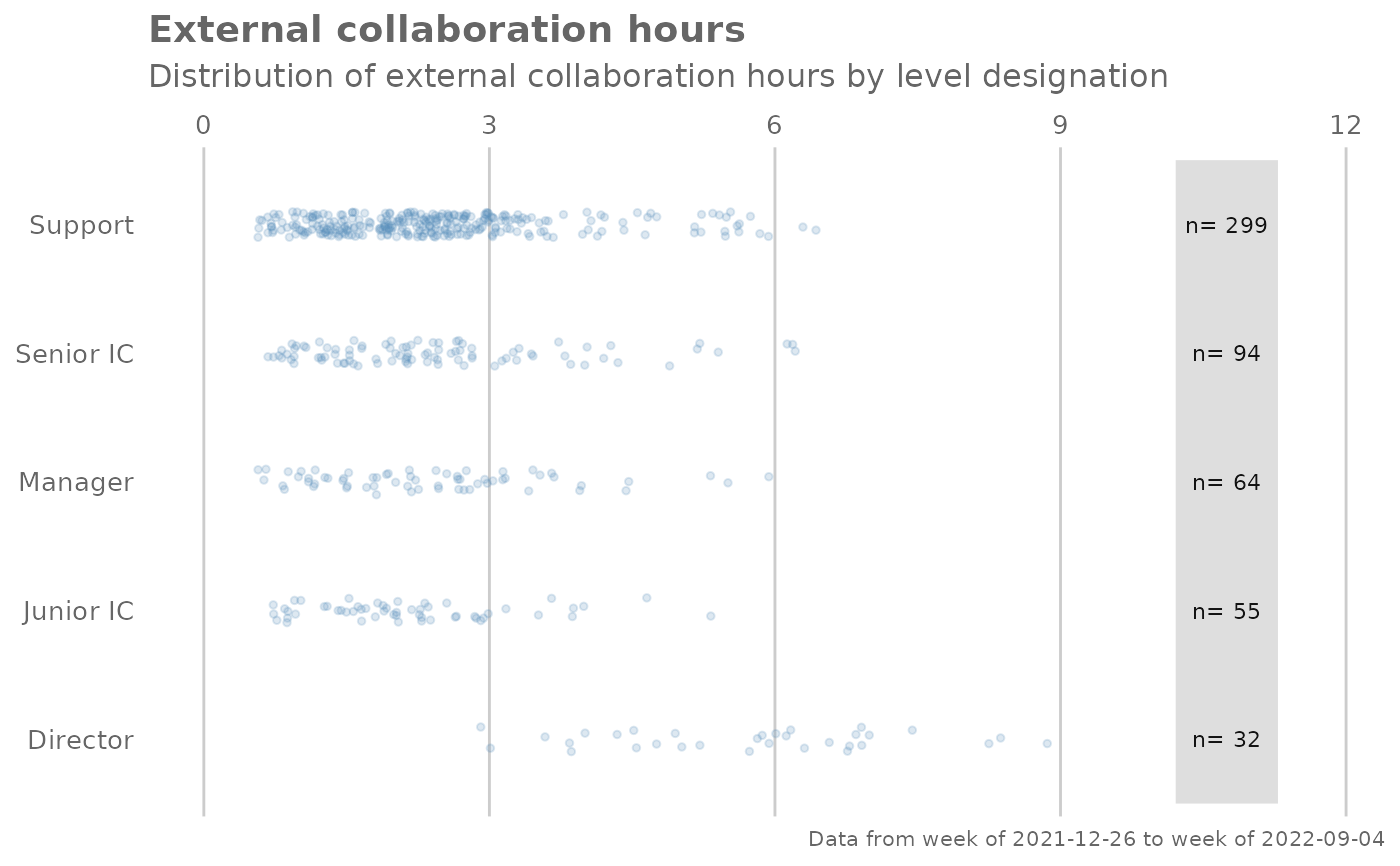 External collaboration hours
Distribution of external collaboration hours by level designation
0 3 6 9 12
Support n= 299
Senior IC n= 94
Manager n= 64
Junior IC n= 55
Director n= 32
Data from week of 2021-12-26 to week of 2022-09-04